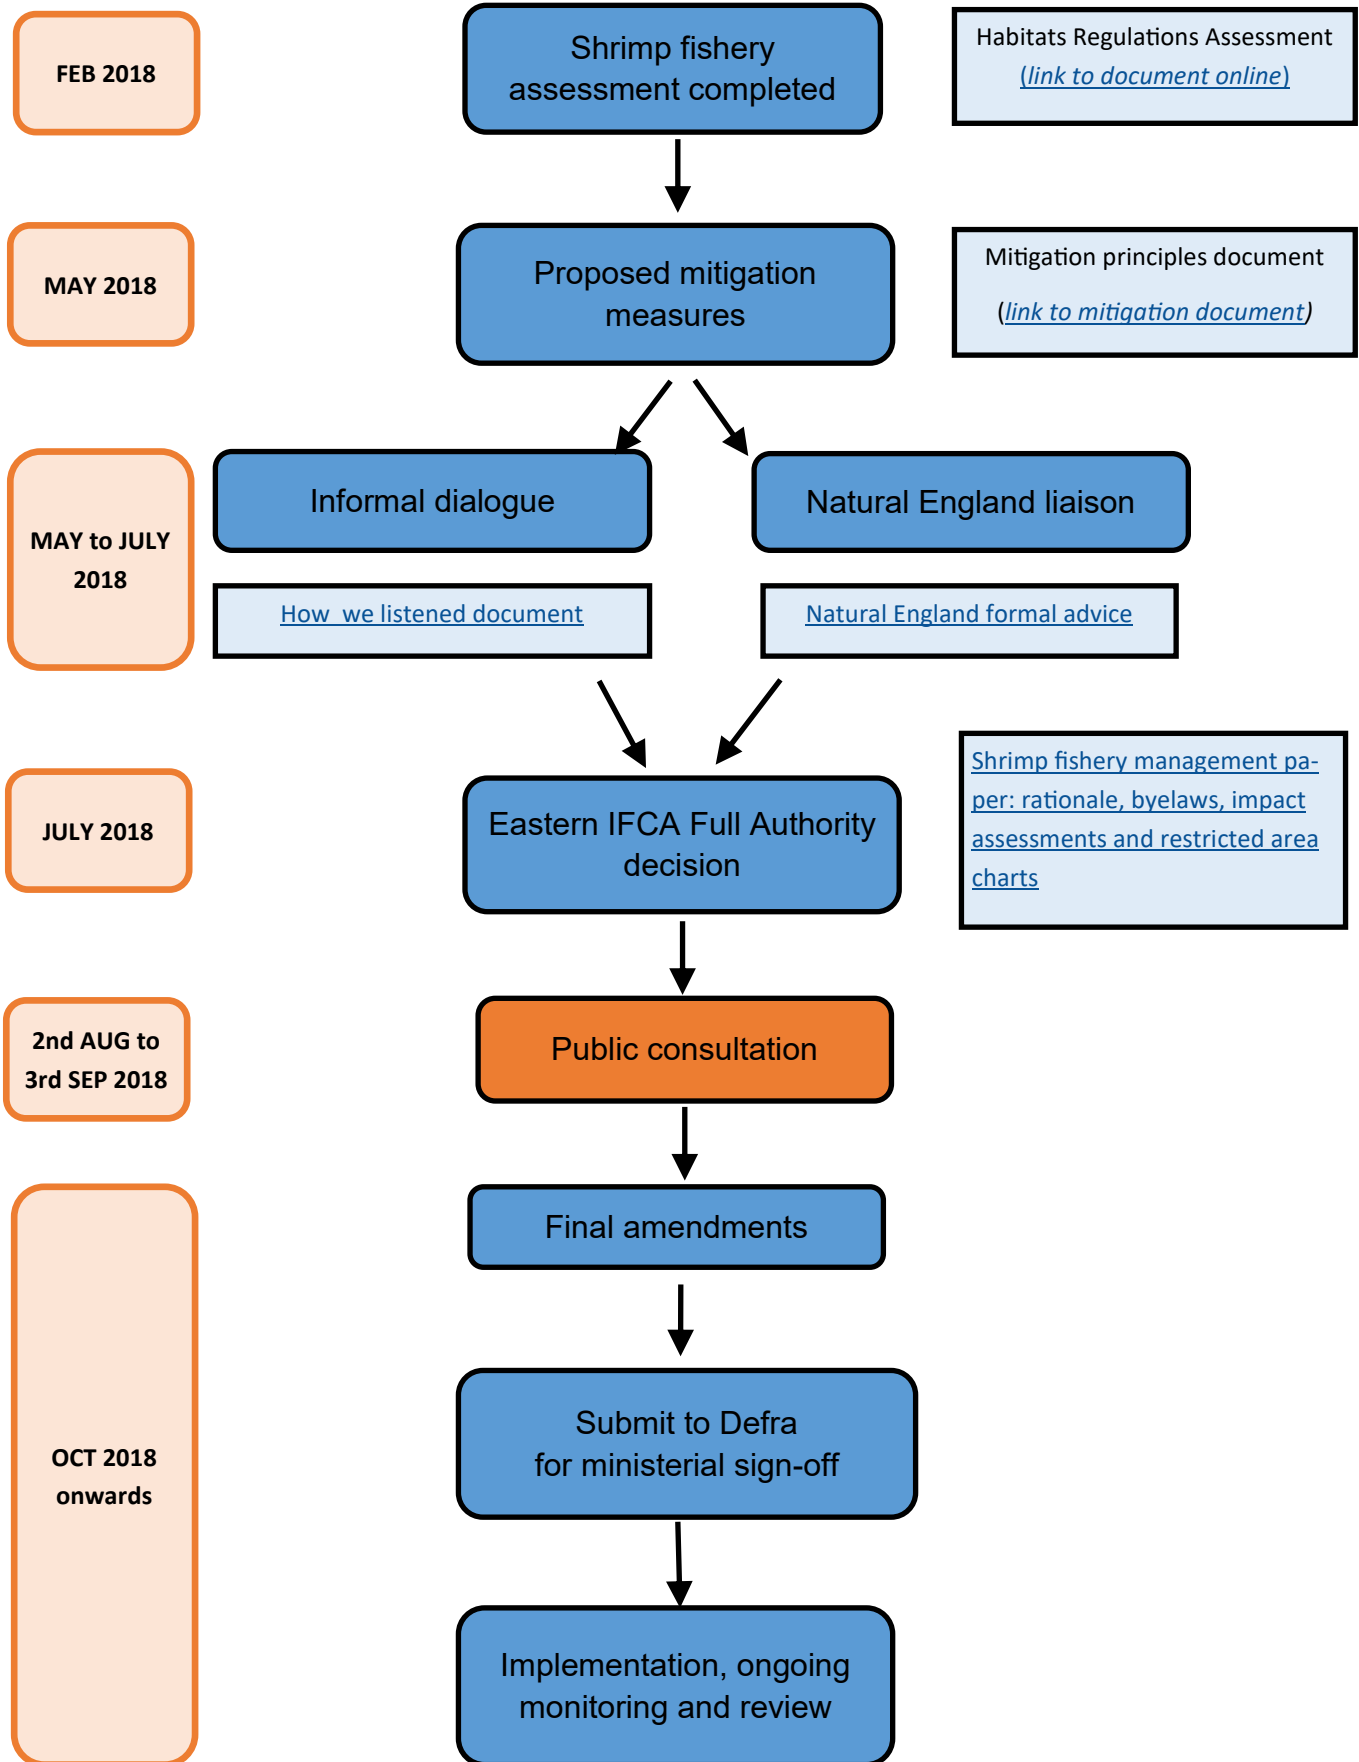 FEB 2018
Shrimp fishery
assessment completed
Habitats Regulations Assessment
(link to document online)
MAY 2018
Proposed mitigation
measures
Mitigation principles document
(link to mitigation document)
MAY to JULY
2018
Informal dialogue
Natural England liaison
How we listened document
Natural England formal advice
JULY 2018
Eastern IFCA Full Authority
decision
Shrimp fishery management pa-
per: rationale, byelaws, impact
assessments and restricted area
charts
2nd AUG to
3rd SEP 2018
Public consultation
Final amendments
OCT 2018
onwards
Submit to Defra
for ministerial sign-off
Implementation, ongoing
monitoring and review